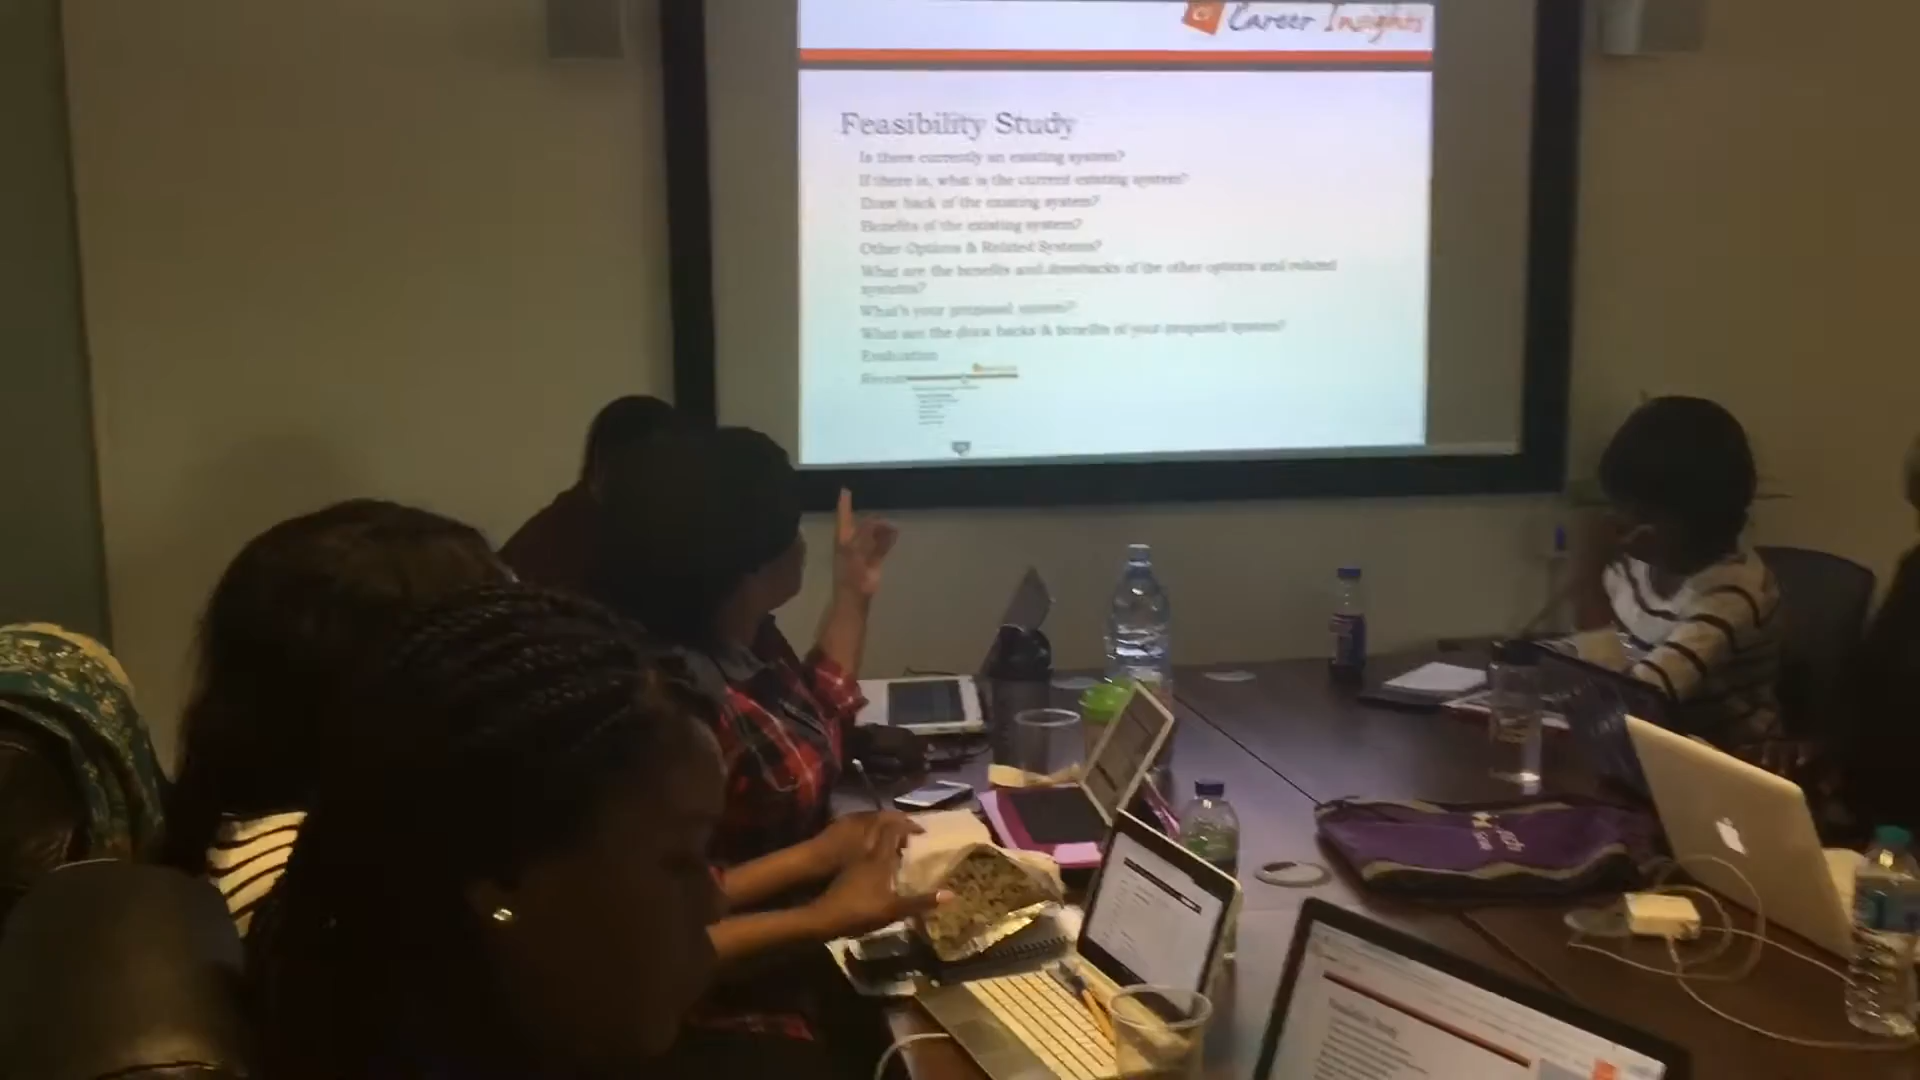 Career Insights
Feasibility Study
Is there currently an existing system?
If there is, what is the current existing system?
Draw back of the existing system?
Benefits of the existing system?
Other Options & Related Systems?
What are the benefits and drawbacks of the other options and related
systems?
What's your proposed system?
What are the draw backs & benefits of your proposed system?
Evaluation